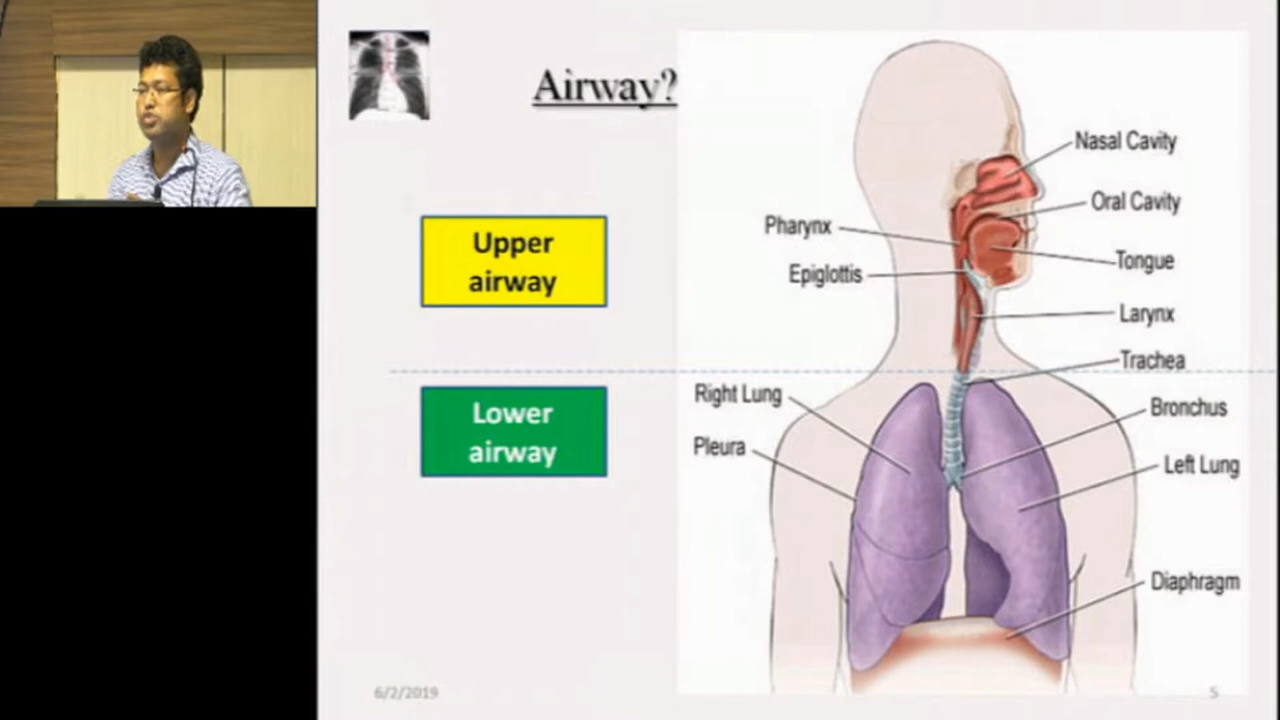 Airway?
Upper
airway
Lower
airway
Nasal Cavity
Oral Cavity
Pharynx
Epiglottis
Tongue
Larynx
Trachea
Right Lung
Bronchus
Pleura
Left Lung
Diaphragm
6/2/2019
5